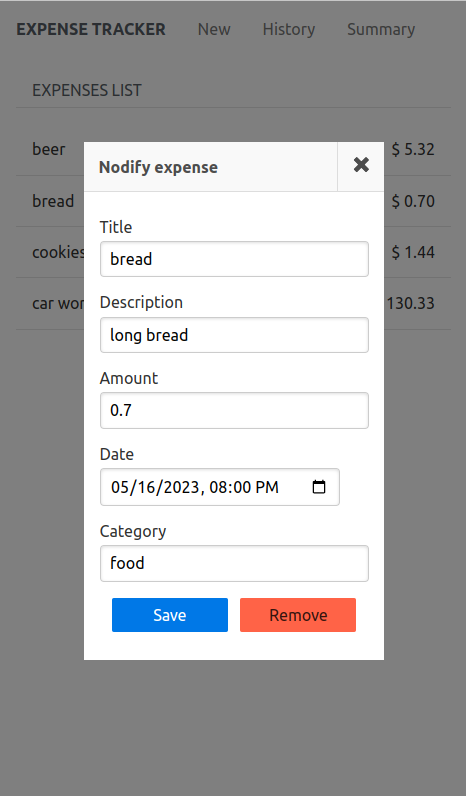 EXPENSE TRACKER New History Summary
EXPENSES LIST
beer $ 5.32
bread $ 0.70
cookies $ 1.44
car wor 130.33
Nodify expense ✖
Title
bread
Description
long bread
Amount
0.7
Date
05/16/2023, 08:00 PM
Category
food
Save Remove